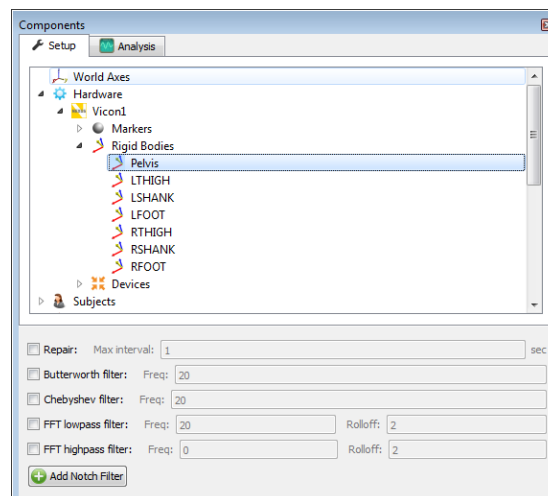 Components
Setup Analysis
World Axes
Hardware
Vicon1
Markers
Rigid Bodies
Pelvis
LTHIGH
LSHANK
LFOOT
RTHIGH
RSHANK
RFOOT
Devices
Subjects
Repair: Max interval: 1 sec
Butterworth filter: Freq: 20
Chebyshev filter: Freq: 20
FFT lowpass filter: Freq: 20 Rolloff: 2
FFT highpass filter: Freq: 0 Rolloff: 2
Add Notch Filter